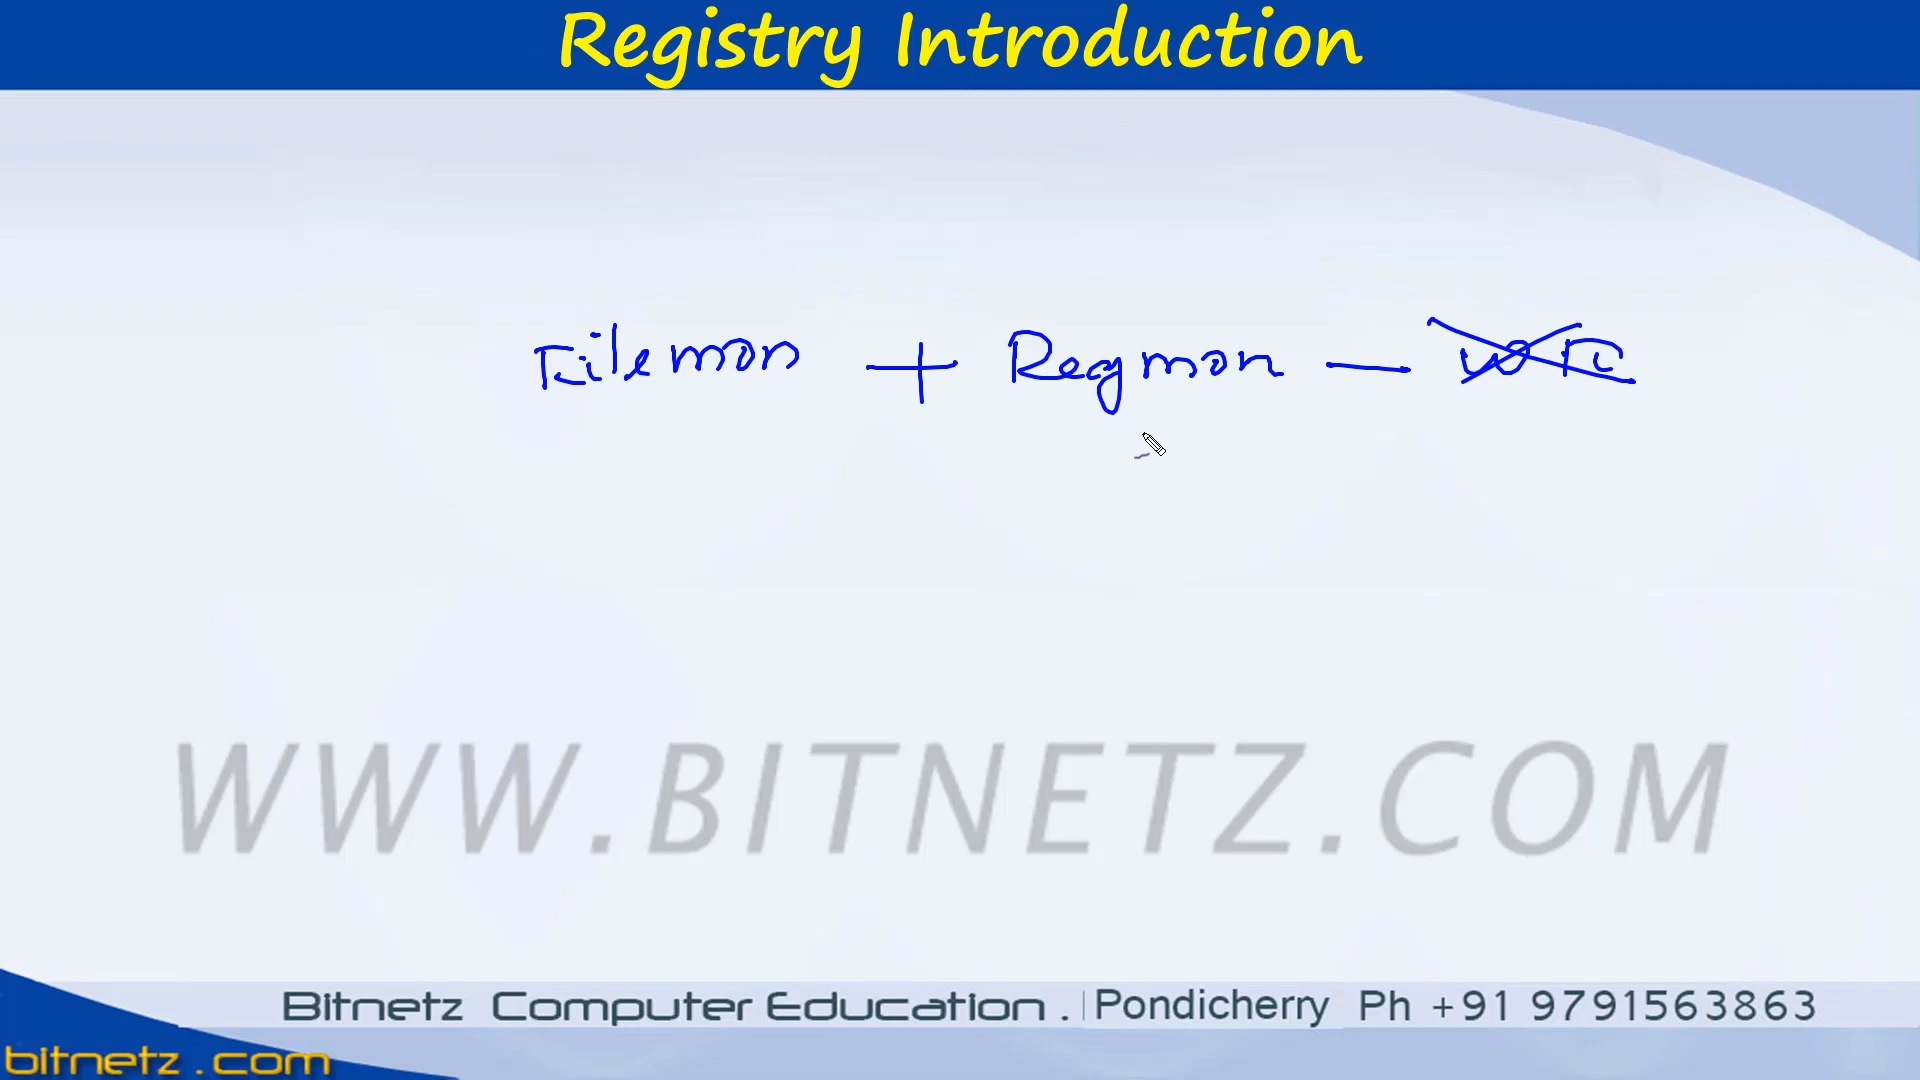 Registry Introduction
Filemon + Regmon —
WWW.BITNETZ.COM
Bitnetz Computer Education . Pondicherry Ph +91 9791563863
bitnetz.com